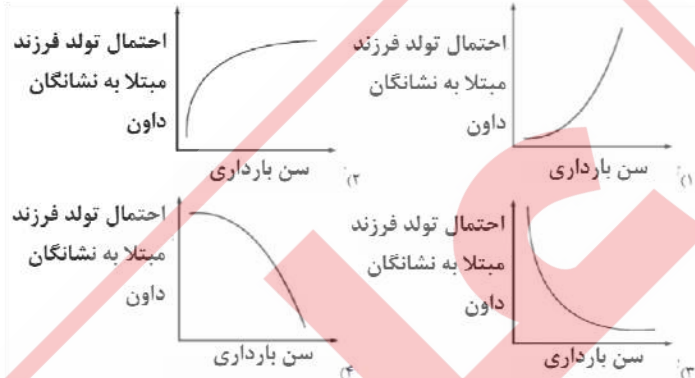 احتمال تولد فرزند
مبتلا به نشانگان
داون
سن بارداری
۱)
احتمال تولد فرزند
مبتلا به نشانگان
داون
سن بارداری
۲)
احتمال تولد فرزند
مبتلا به نشانگان
داون
سن بارداری
۳)
احتمال تولد فرزند
مبتلا به نشانگان
داون
سن بارداری
۴)